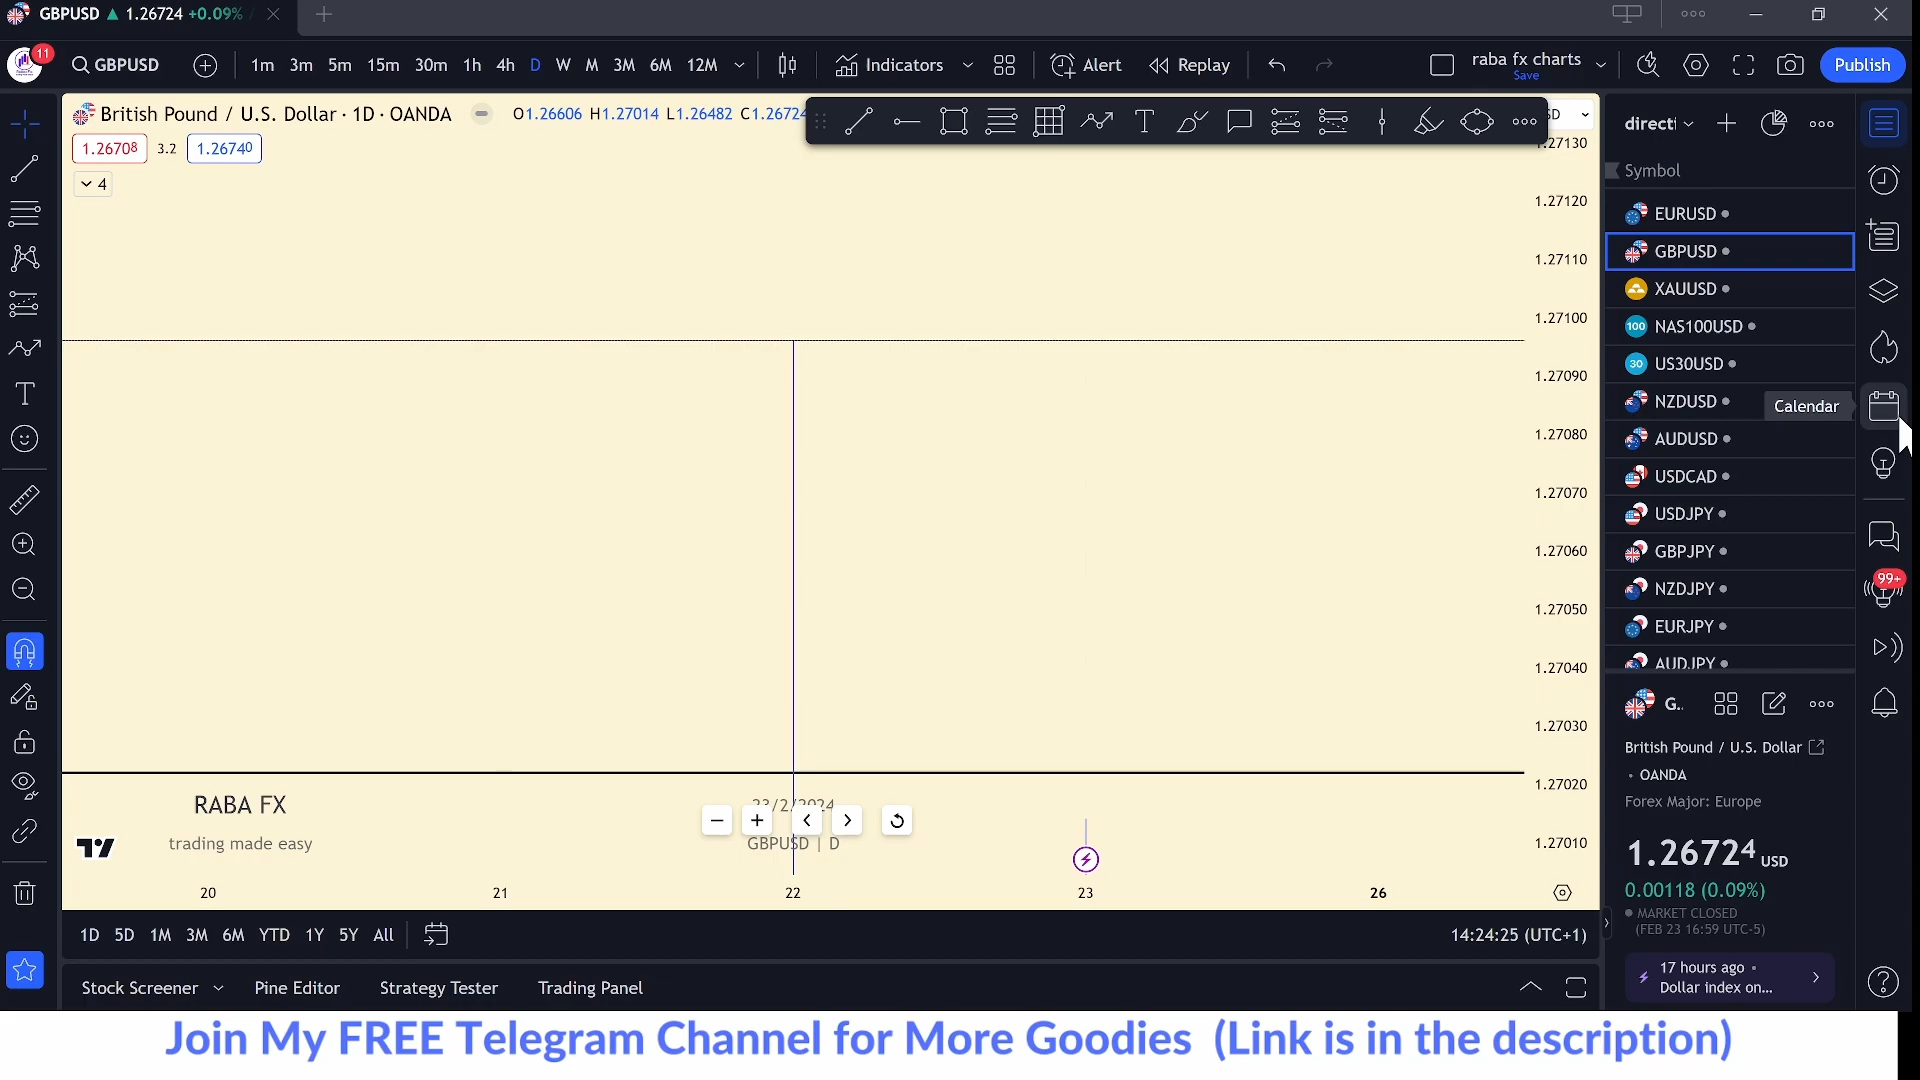 GBPUSD ▲ 1.26724 +0.09% /
11
GBPUSD
1m 3m 5m 15m 30m 1h 4h D W M 3M 6M 12M
Indicators
Alert
Replay
raba fx charts
Save
Publish
British Pound / U.S. Dollar · 1D · OANDA
O1.26606 H1.27014 L1.26482 C1.26724
1.26708
3.2
1.26740
4
1.27130
1.27120
1.27110
1.27100
1.27090
1.27080
1.27070
1.27060
1.27050
1.27040
1.27030
1.27020
1.27010
RABA FX
trading made easy
23/2/2024
GBPUSD | D
20 21 22 23 26
1D 5D 1M 3M 6M YTD 1Y 5Y All
14:24:25 (UTC+1)
Stock Screener
Pine Editor
Strategy Tester
Trading Panel
directi
Symbol
EURUSD
GBPUSD
XAUUSD
100 NAS100USD
30 US30USD
NZDUSD
Calendar
AUDUSD
USDCAD
USDJPY
GBPJPY
NZDJPY
EURJPY
AUDJPY
99+
G..
British Pound / U.S. Dollar
• OANDA
Forex Major: Europe
1.26724 USD
0.00118 (0.09%)
MARKET CLOSED
(FEB 23 16:59 UTC-5)
17 hours ago •
Dollar index on...
Join My FREE Telegram Channel for More Goodies (Link is in the description)